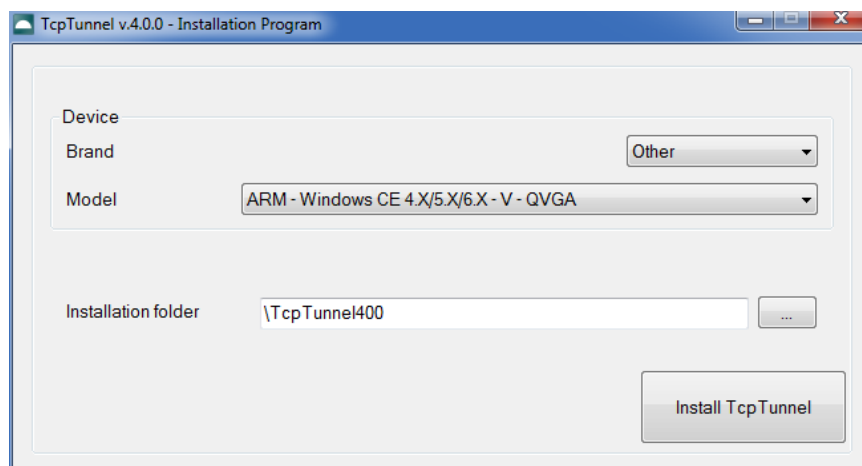 TcpTunnel v.4.0.0 - Installation Program
Device
Brand
Other
Model
ARM - Windows CE 4.X/5.X/6.X - V - QVGA
Installation folder
\TcpTunnel400
...
Install TcpTunnel